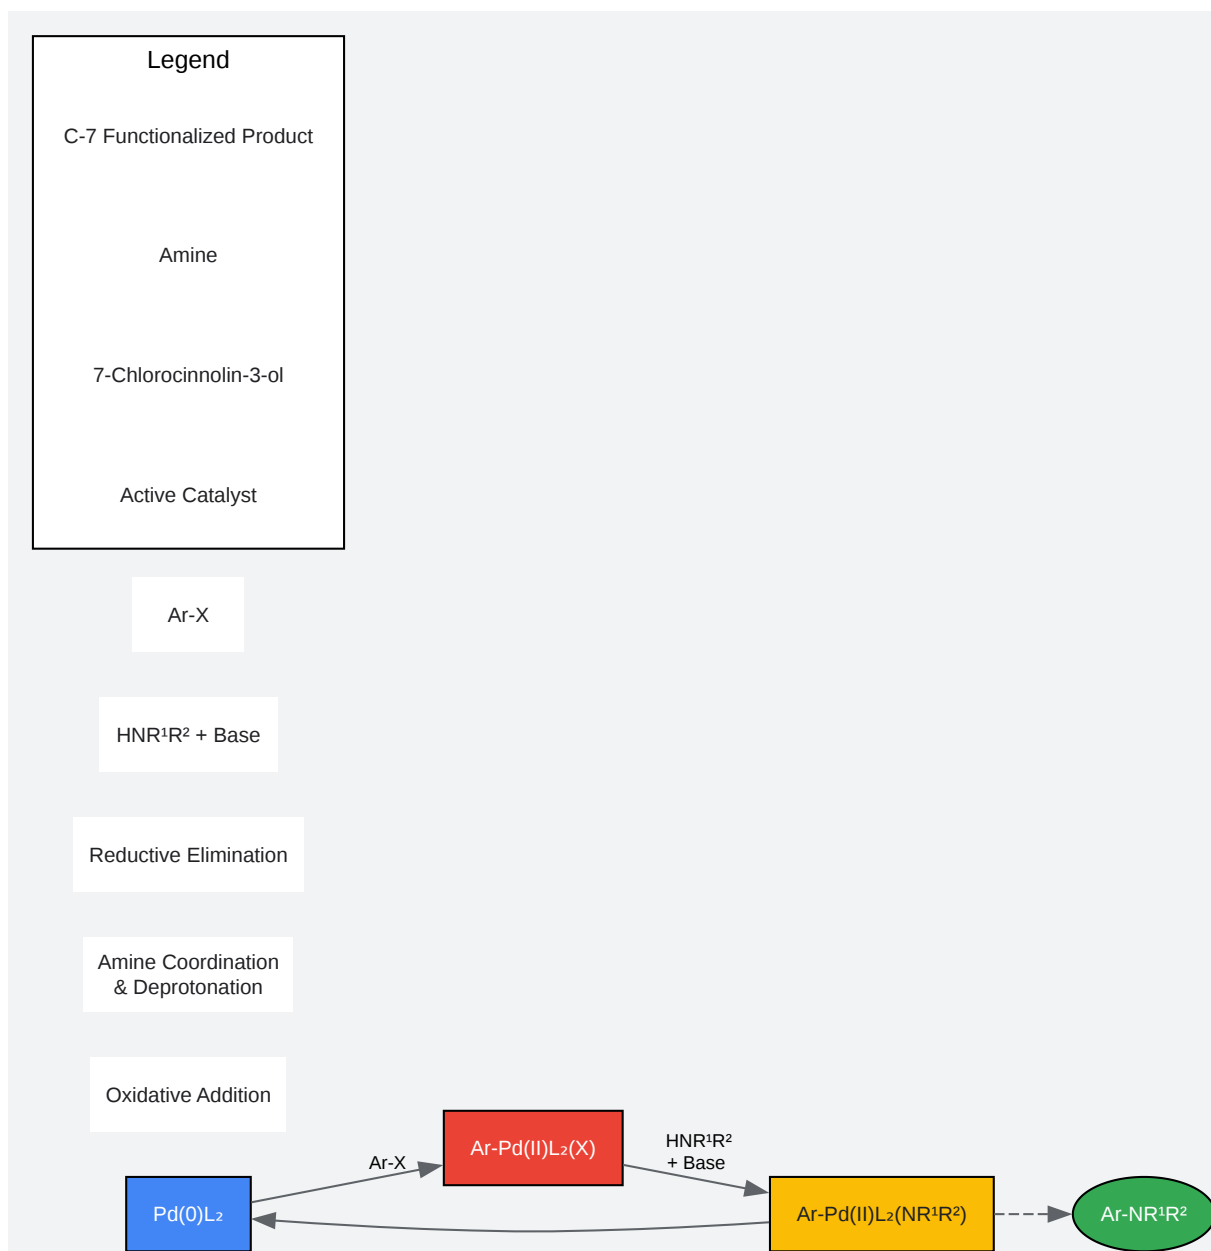 Legend
C-7 Functionalized Product
Amine
7-Chlorocinnolin-3-ol
Active Catalyst
Ar-X
HNR¹R² + Base
Reductive Elimination
Amine Coordination
& Deprotonation
Oxidative Addition
Ar-Pd(II)L₂(X)
HNR¹R²
+ Base
Ar-X
Pd(0)L₂
Ar-Pd(II)L₂(NR¹R²)
Ar-NR¹R²